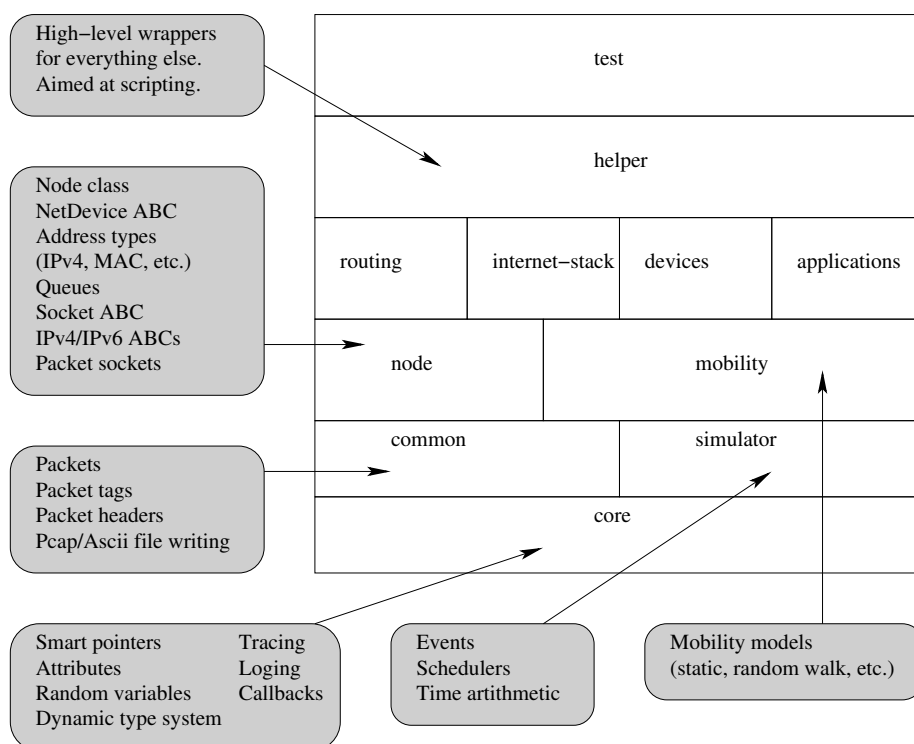 High−level wrappers
for everything else.
Aimed at scripting.
test
helper
Node class
NetDevice ABC
Address types
(IPv4, MAC, etc.)
Queues
Socket ABC
IPv4/IPv6 ABCs
Packet sockets
routing
internet−stack
devices
applications
node
mobility
common
simulator
Packets
Packet tags
Packet headers
Pcap/Ascii file writing
core
Smart pointers
Attributes
Random variables
Dynamic type system
Tracing
Loging
Callbacks
Events
Schedulers
Time artithmetic
Mobility models
(static, random walk, etc.)